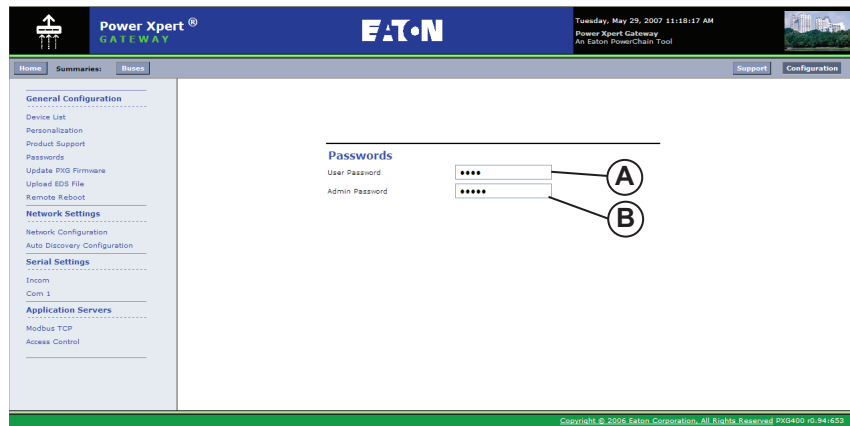 Power Xpert ®
GATEWAY
EATON
Tuesday, May 29, 2007 11:18:17 AM
Power Xpert Gateway
An Eaton PowerChain Tool
Home Summaries: Buses Support Configuration
General Configuration
Device List
Personalization
Product Support
Passwords
Update PXG Firmware
Upload EDS File
Remote Reboot
Network Settings
Network Configuration
Auto Discovery Configuration
Serial Settings
Incom
Com 1
Application Servers
Modbus TCP
Access Control
Passwords
User Password ••••
Admin Password •••••
A
B
Copyright © 2006 Eaton Corporation, All Rights Reserved PXG400 r0.94:653